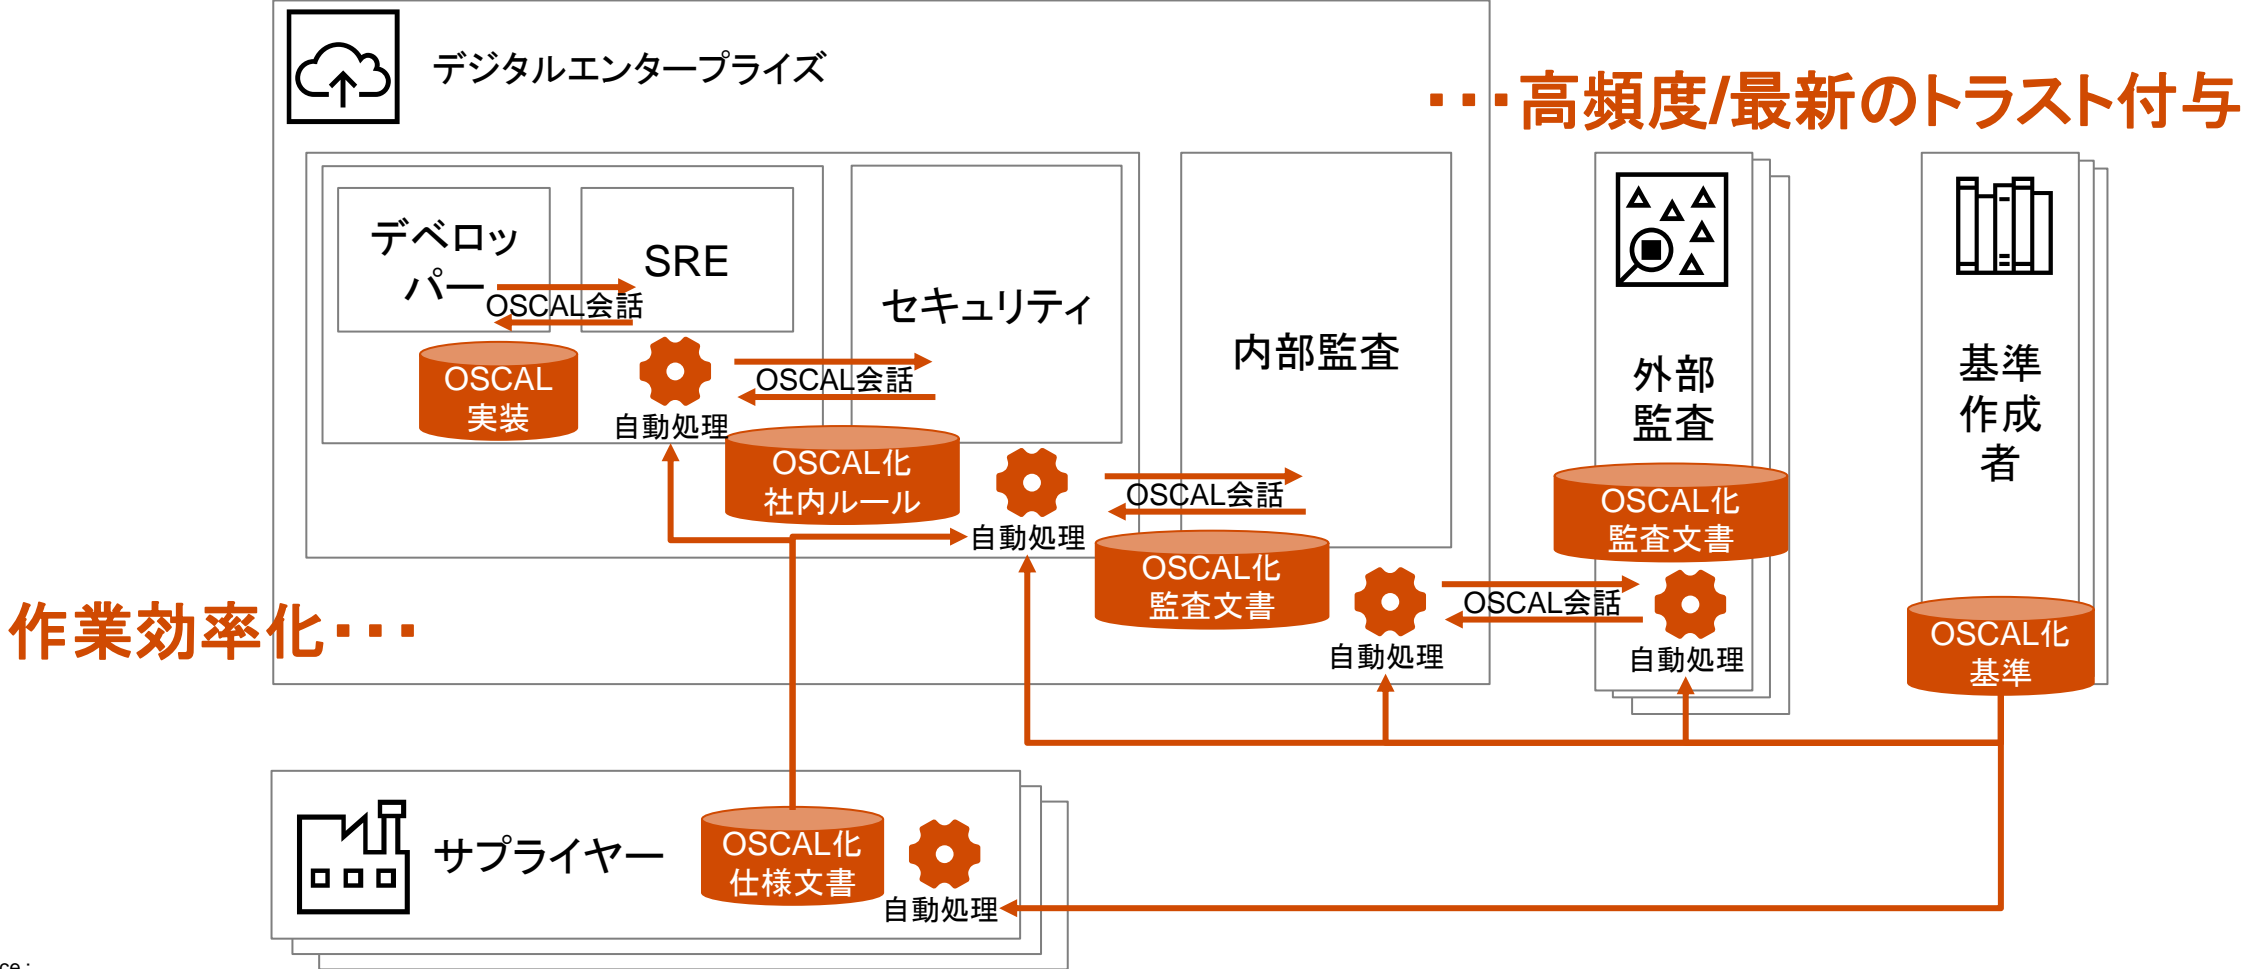 デジタルエンタープライズ
・・・高頻度/最新のトラスト付与
デベロッ
パー
SRE
OSCAL会話
セキュリティ
内部監査
外部
監査
基準
作成
者
OSCAL
実装
自動処理
OSCAL会話
OSCAL化
社内ルール
自動処理
OSCAL会話
OSCAL化
監査文書
OSCAL化
監査文書
自動処理
OSCAL会話
自動処理
OSCAL化
基準
作業効率化・・・
サプライヤー
OSCAL化
仕様文書
自動処理